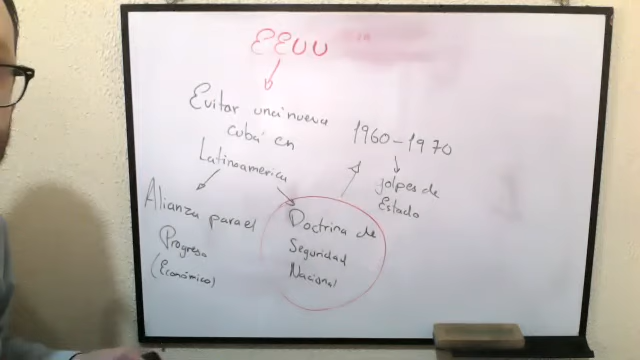 EEUU
Evitar una nueva
cuba en
Latinoamérica
1960-1970
golpes de
Estado
Alianza para el
Progreso
(Económico)
Doctrina de
Seguridad
Nacional